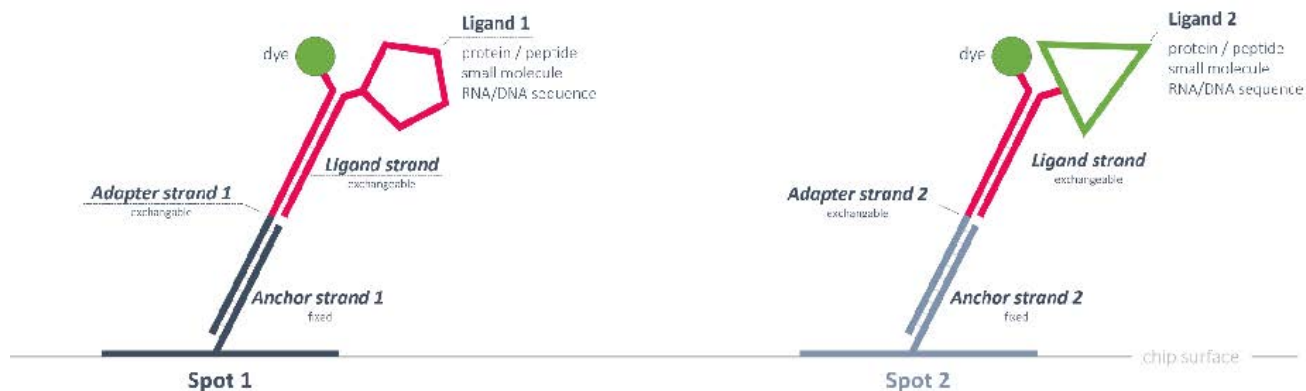 Ligand 1
dye
protein / peptide
small molecule
RNA/DNA sequence
Ligand strand
exchangeable
Adapter strand 1
exchangable
Anchor strand 1
fixed
Spot 1
Ligand 2
dye
protein / peptide
small molecule
RNA/DNA sequence
Ligand strand
exchangeable
Adapter strand 2
exchangable
Anchor strand 2
fixed
chip surface
Spot 2